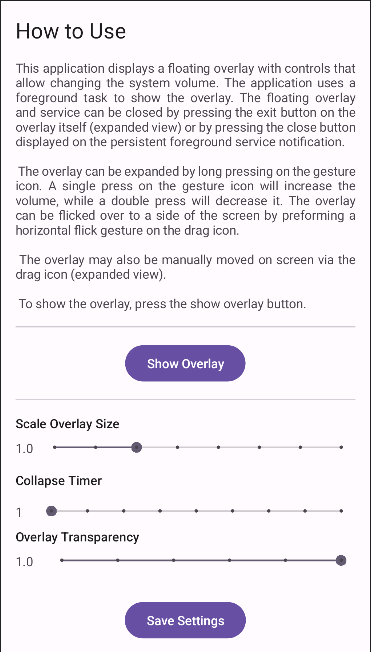 How to Use
This application displays a floating overlay with controls that
allow changing the system volume. The application uses a
foreground task to show the overlay. The floating overlay
and service can be closed by pressing the exit button on the
overlay itself (expanded view) or by pressing the close button
displayed on the persistent foreground service notification.
The overlay can be expanded by long pressing on the gesture
icon. A single press on the gesture icon will increase the
volume, while a double press will decrease it. The overlay
can be flicked over to a side of the screen by preforming a
horizontal flick gesture on the drag icon.
The overlay may also be manually moved on screen via the
drag icon (expanded view).
To show the overlay, press the show overlay button.
Show Overlay
Scale Overlay Size
1.0
Collapse Timer
1
Overlay Transparency
1.0
Save Settings